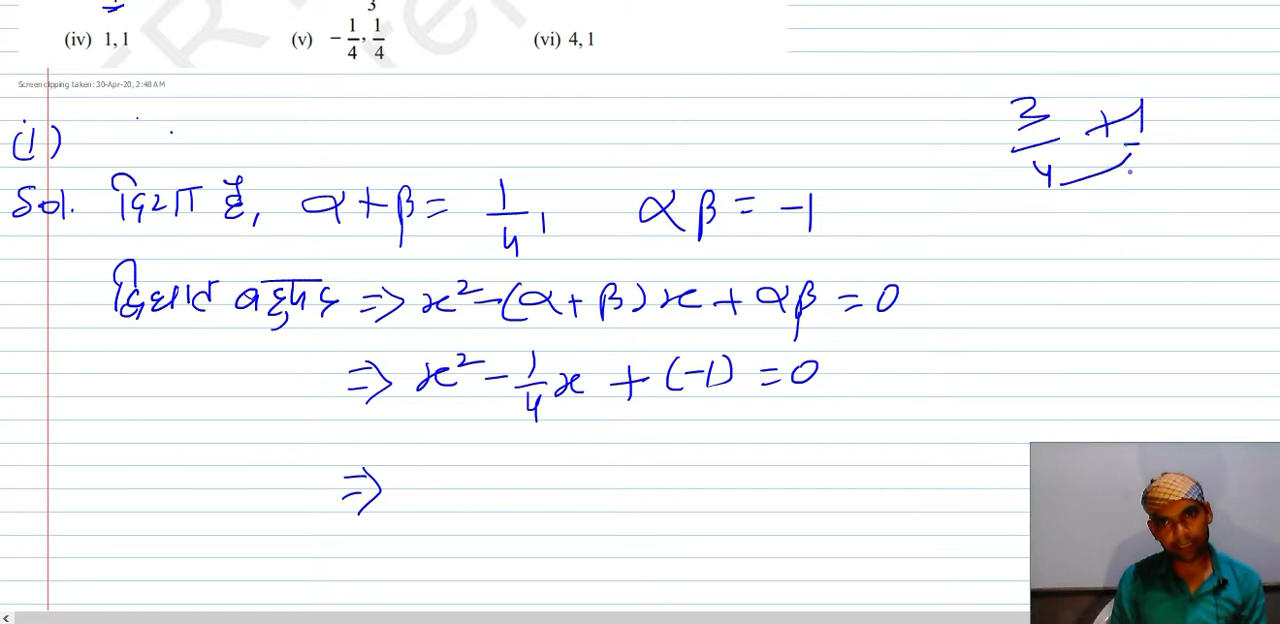 3
(iv) 1, 1 (v) -1/4, 1/4 (vi) 4, 1
Screen clipping taken: 30-Apr-20, 2:48 AM
(i)
3/4 + 1
Sol. दिया है, α+β = 1/4, αβ = -1
द्विघात बहुपद ⇒ x² - (α+β)x + αβ = 0
⇒ x² - 1/4 x + (-1) = 0
⇒